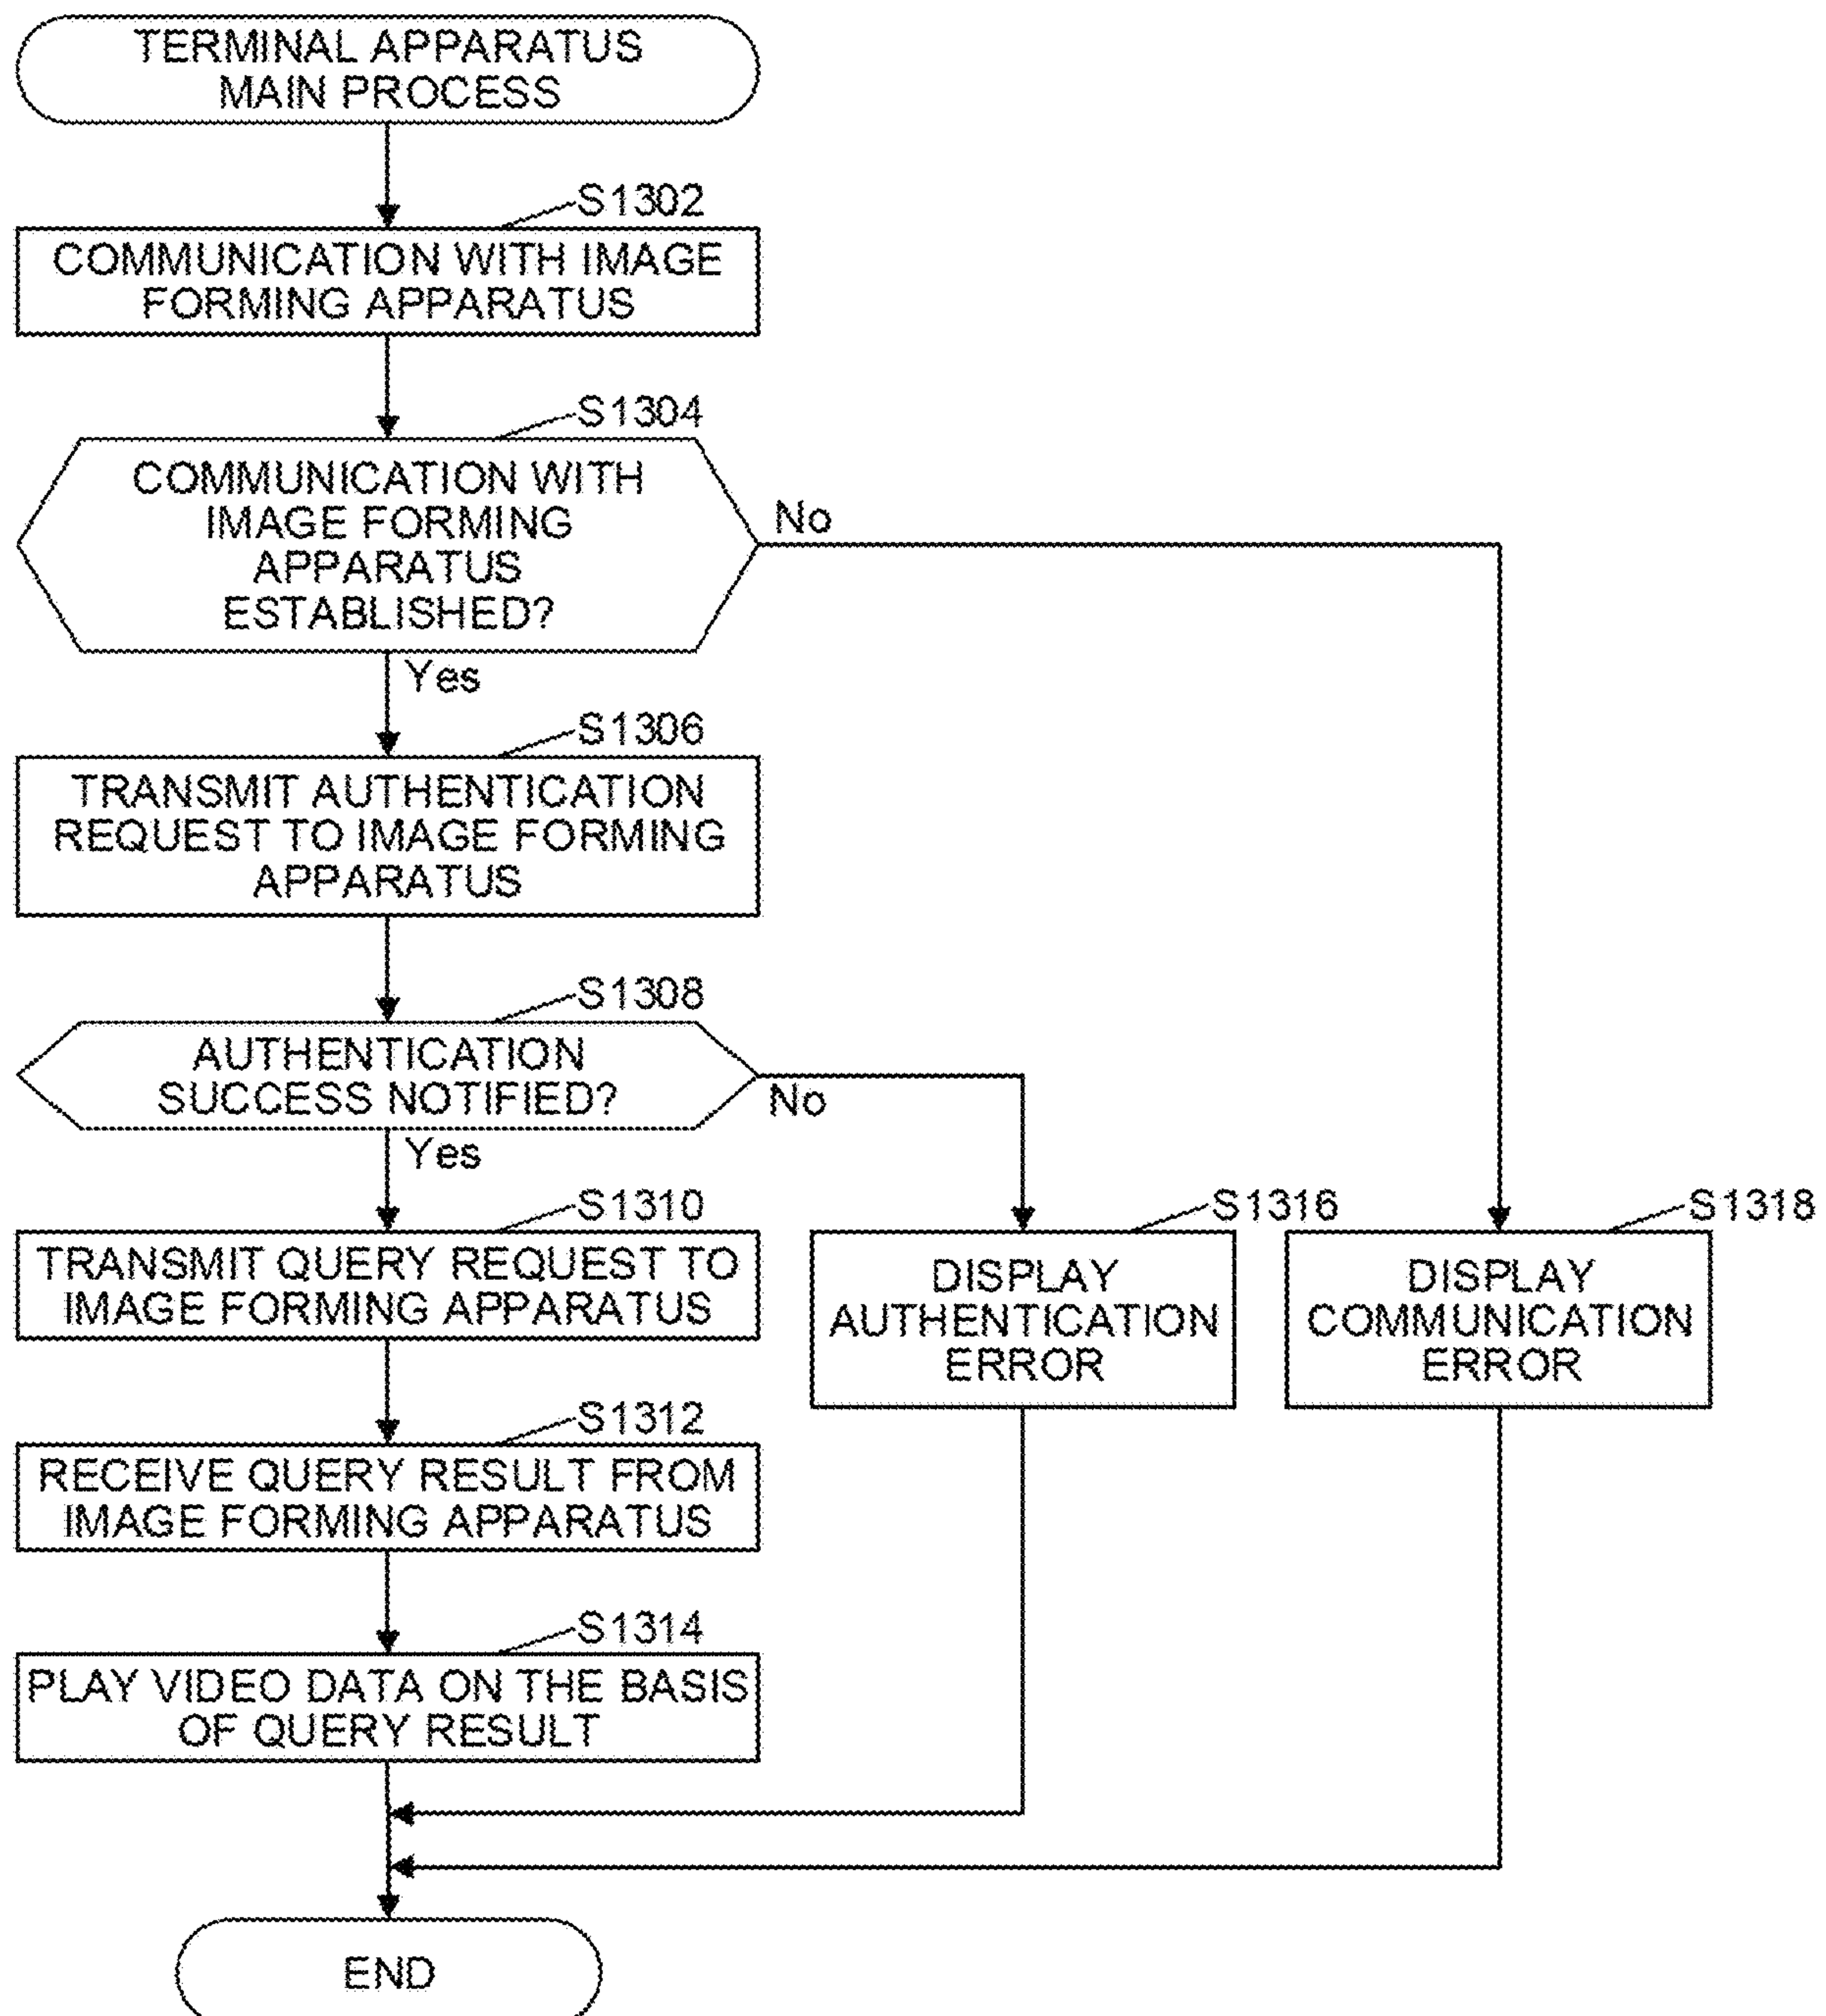 TERMINAL APPARATUS
MAIN PROCESS
S1302
COMMUNICATION WITH IMAGE
FORMING APPARATUS
S1304
COMMUNICATION WITH
IMAGE FORMING
APPARATUS
ESTABLISHED?
No
Yes
S1306
TRANSMIT AUTHENTICATION
REQUEST TO IMAGE FORMING
APPARATUS
S1308
AUTHENTICATION
SUCCESS NOTIFIED?
No
Yes
S1310
TRANSMIT QUERY REQUEST TO
IMAGE FORMING APPARATUS
S1316
DISPLAY
AUTHENTICATION
ERROR
S1318
DISPLAY
COMMUNICATION
ERROR
S1312
RECEIVE QUERY RESULT FROM
IMAGE FORMING APPARATUS
S1314
PLAY VIDEO DATA ON THE BASIS
OF QUERY RESULT
END